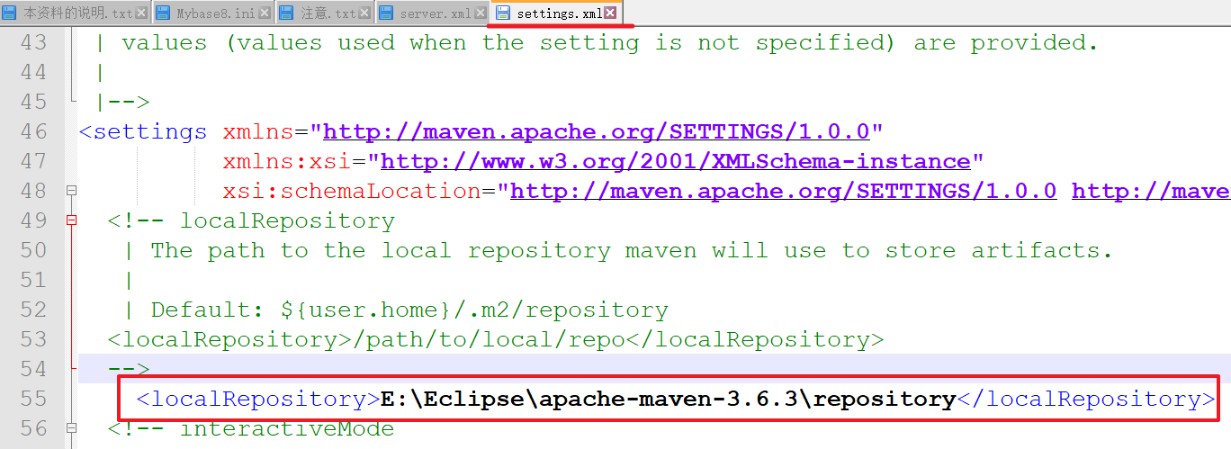 本资料的说明.txt Mybase8.ini 注意.txt server.xml settings.xml
43 | values (values used when the setting is not specified) are provided.
44 |
45 |-->
46 <settings xmlns="http://maven.apache.org/SETTINGS/1.0.0"
47 xmlns:xsi="http://www.w3.org/2001/XMLSchema-instance"
48 xsi:schemaLocation="http://maven.apache.org/SETTINGS/1.0.0 http://mave
49 <!-- localRepository
50 | The path to the local repository maven will use to store artifacts.
51 |
52 | Default: ${user.home}/.m2/repository
53 <localRepository>/path/to/local/repo</localRepository>
54 -->
55 <localRepository>E:\Eclipse\apache-maven-3.6.3\repository</localRepository>
56 <!-- interactiveMode